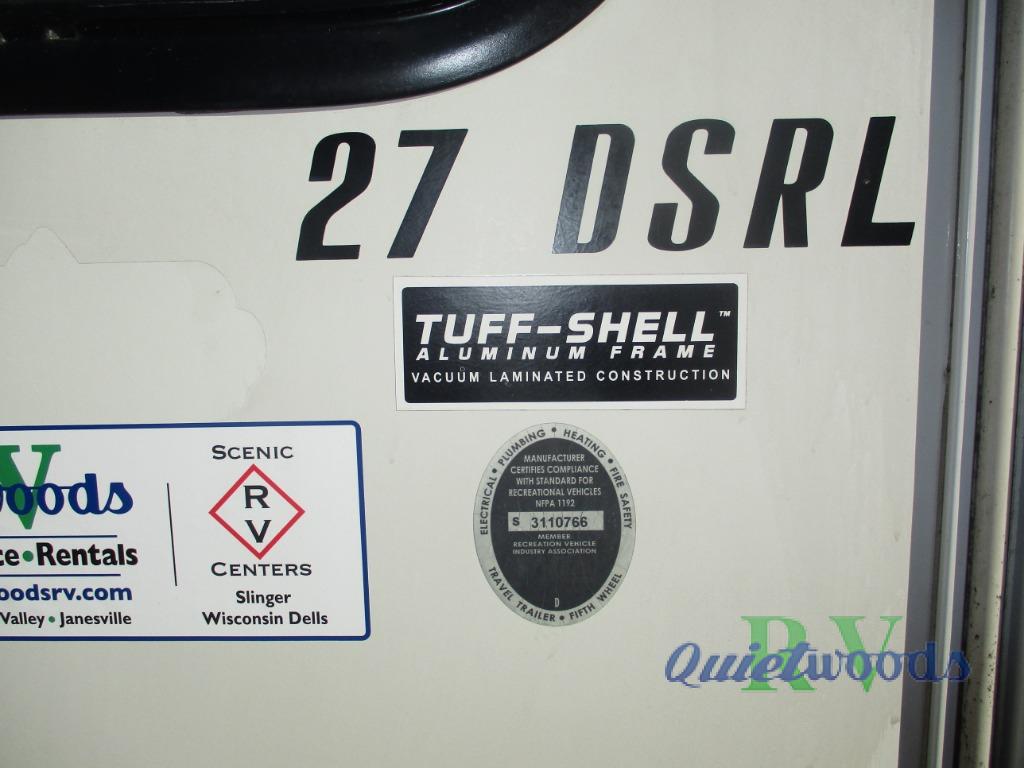 27 DSRL
TUFF-SHELL™
ALUMINUM FRAME
VACUUM LAMINATED CONSTRUCTION
V
woods
SCENIC
R
V
CENTERS
Slinger
Wisconsin Dells
ce•Rentals
oodsrv.com
Valley • Janesville
ELECTRICAL • PLUMBING • HEATING • FIRE SAFETY
MANUFACTURER
CERTIFIES COMPLIANCE
WITH STANDARD FOR
RECREATIONAL VEHICLES
NFPA 1192
S 3110766
MEMBER
RECREATION VEHICLE
INDUSTRY ASSOCIATION
D
TRAVEL TRAILER • FIFTH WHEEL
RV
Quietwoods